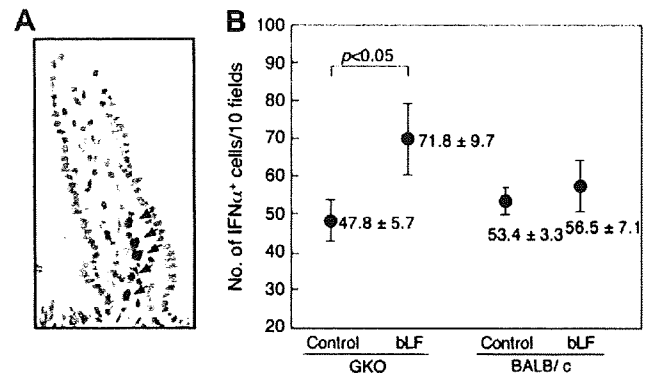 A
B
No. of IFNα⁺ cells/10 fields
100
90
80
70
60
50
40
30
20
p<0.05
71.8 ± 9.7
47.8 ± 5.7
53.4 ± 3.3
56.5 ± 7.1
Control bLF Control bLF
GKO BALB/ c